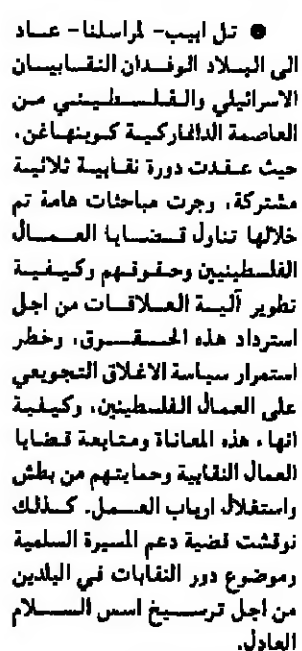 ● تل ابيب- لمراسلنا- عاد
الى البلاد الوفدان النقابيان
الاسرائيلي والفلسطيني من
العاصمة الدانماركية كوبنهاغن،
حيث عقدت دورة نقابية ثلاثية
مشتركة، وجرت مباحثات هامة تم
خلالها تناول قضايا العمال
الفلسطينيين وحقوقهم وكيفية
تطوير آلية العلاقات من اجل
استرداد هذه الحقوق، وخطر
استمرار سياسة الاغلاق التجويعي
على العمال الفلسطينين، وكيفية
انهاء هذه المعاناة ومتابعة قضايا
العمال النقابية وحمايتهم من بطش
واستغلال ارباب العمل. كذلك
نوقشت قضية دعم المسيرة السلمية
وموضوع دور النقابات في البلدين
من اجل ترسيخ اسس السلام
العادل.